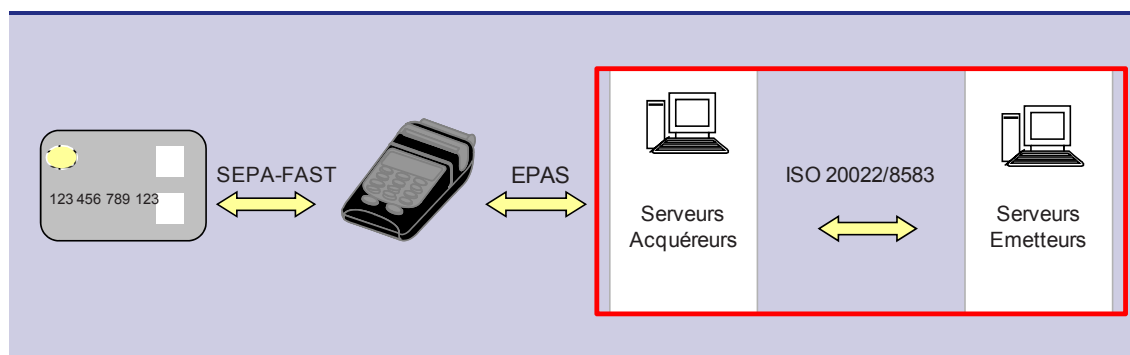 123 456 789 123
SEPA-FAST
EPAS
Serveurs
Acquéreurs
ISO 20022/8583
Serveurs
Emetteurs